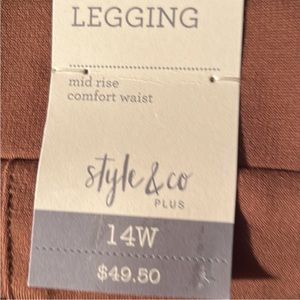 LEGGING
mid rise
comfort waist
style & co
PLUS
14W
$49.50